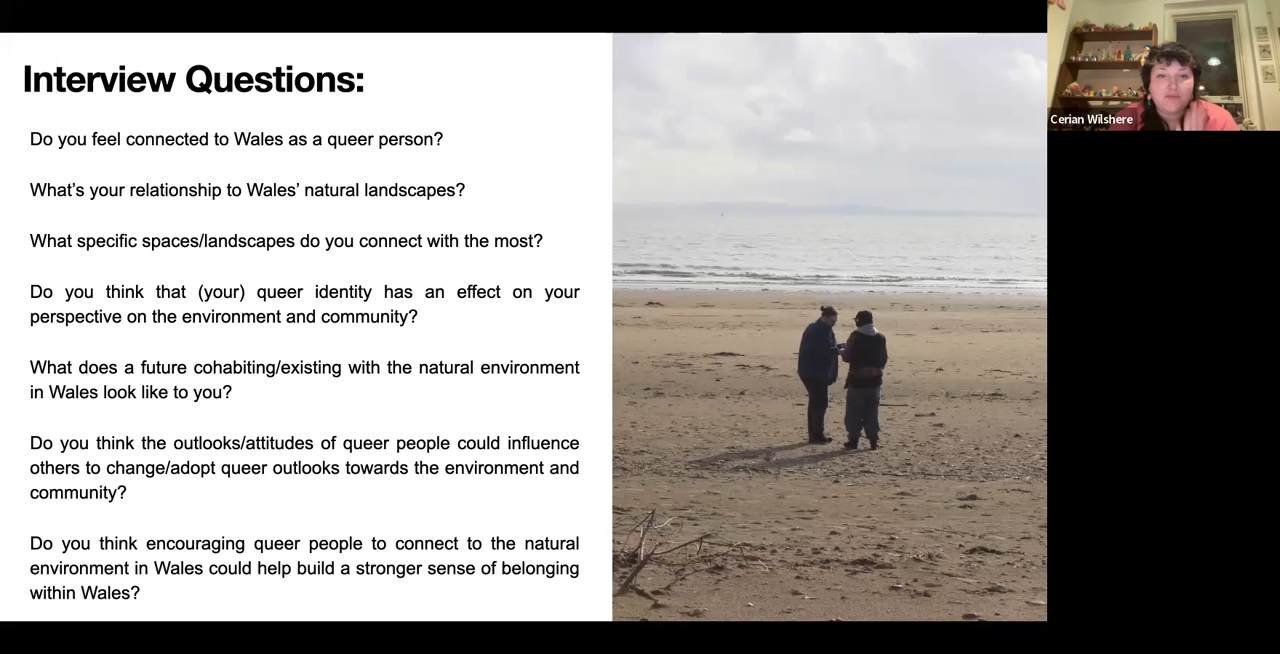 Interview Questions:
Do you feel connected to Wales as a queer person?
What's your relationship to Wales' natural landscapes?
What specific spaces/landscapes do you connect with the most?
Do you think that (your) queer identity has an effect on your
perspective on the environment and community?
What does a future cohabiting/existing with the natural environment
in Wales look like to you?
Do you think the outlooks/attitudes of queer people could influence
others to change/adopt queer outlooks towards the environment and
community?
Do you think encouraging queer people to connect to the natural
environment in Wales could help build a stronger sense of belonging
within Wales?
Cerian Wilshere